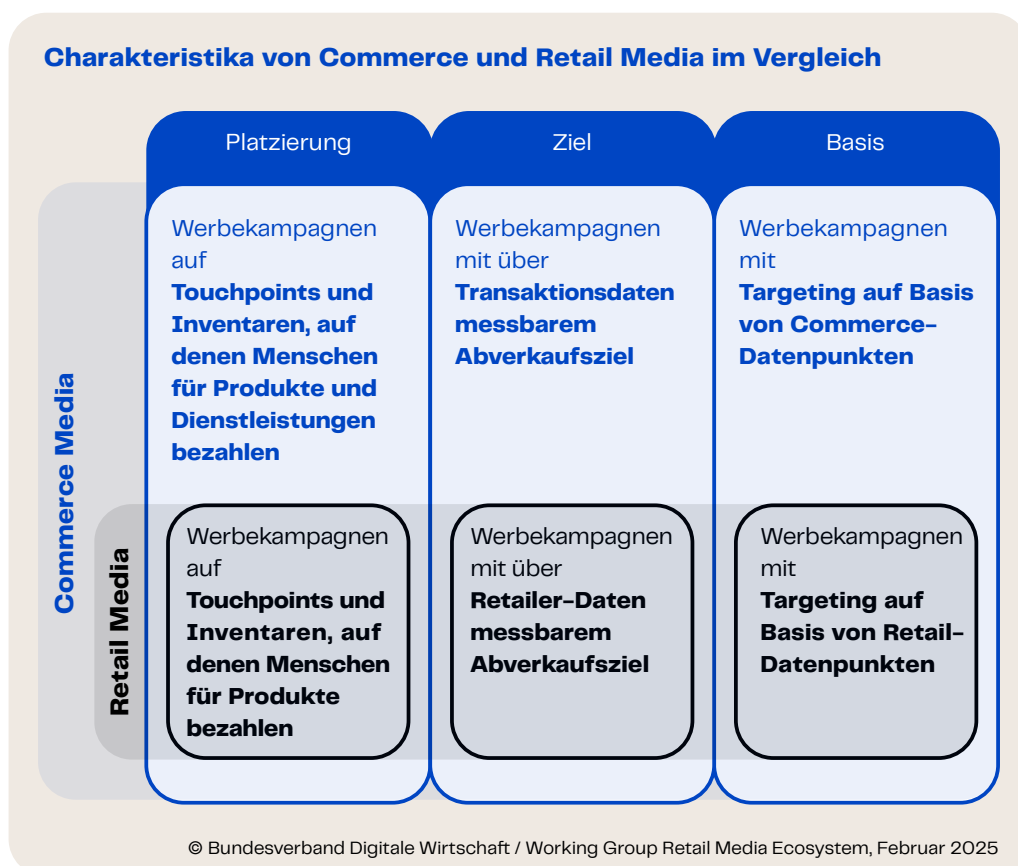 Charakteristika von Commerce und Retail Media im Vergleich
Platzierung
Ziel
Basis
Commerce Media
Werbekampagnen
auf
Touchpoints und
Inventaren, auf
denen Menschen
für Produkte und
Dienstleistungen
bezahlen
Werbekampagnen
mit über
Transaktionsdaten
messbarem
Abverkaufsziel
Werbekampagnen
mit
Targeting auf Basis
von Commerce-
Datenpunkten
Retail Media
Werbekampagnen
auf
Touchpoints und
Inventaren, auf
denen Menschen
für Produkte
bezahlen
Werbekampagnen
mit über
Retailer-Daten
messbarem
Abverkaufsziel
Werbekampagnen
mit
Targeting auf
Basis von Retail-
Datenpunkten
© Bundesverband Digitale Wirtschaft / Working Group Retail Media Ecosystem, Februar 2025